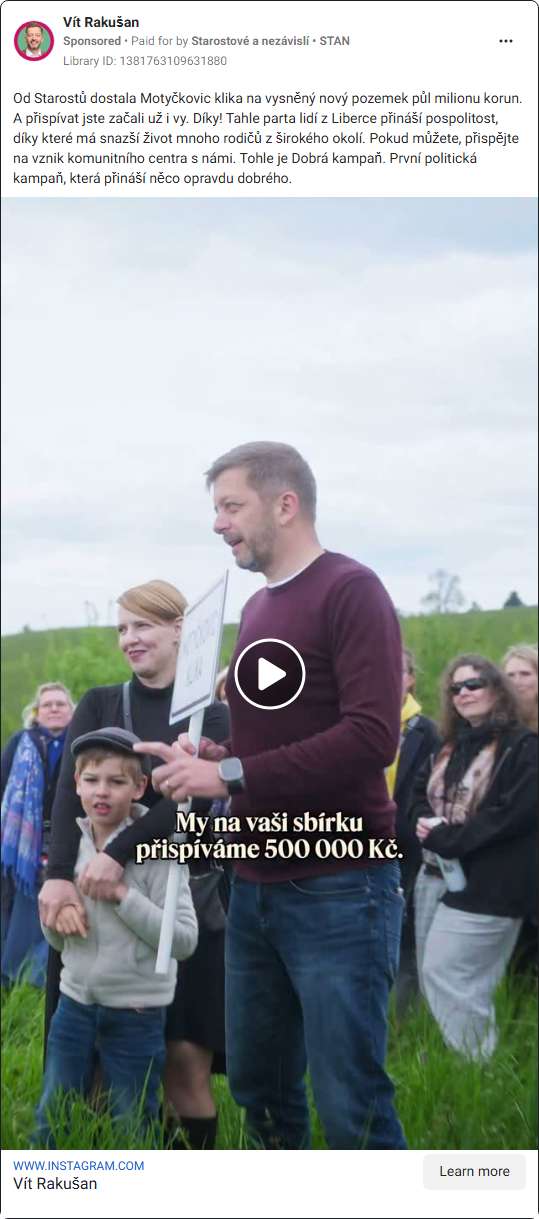 Vít Rakušan
Sponsored • Paid for by Starostové a nezávislí • STAN
Library ID: 1381763109631880
Od Starostů dostala Motyčkovic klika na vysněný nový pozemek půl milionu korun.
A přispívat jste začali už i vy. Díky! Tahle parta lidí z Liberce přináší pospolitost,
díky které má snazší život mnoho rodičů z širokého okolí. Pokud můžete, přispějte
na vznik komunitního centra s námi. Tohle je Dobrá kampaň. První politická
kampaň, která přináší něco opravdu dobrého.
My na vaši sbírku
přispíváme 500 000 Kč.
WWW.INSTAGRAM.COM
Vít Rakušan
Learn more